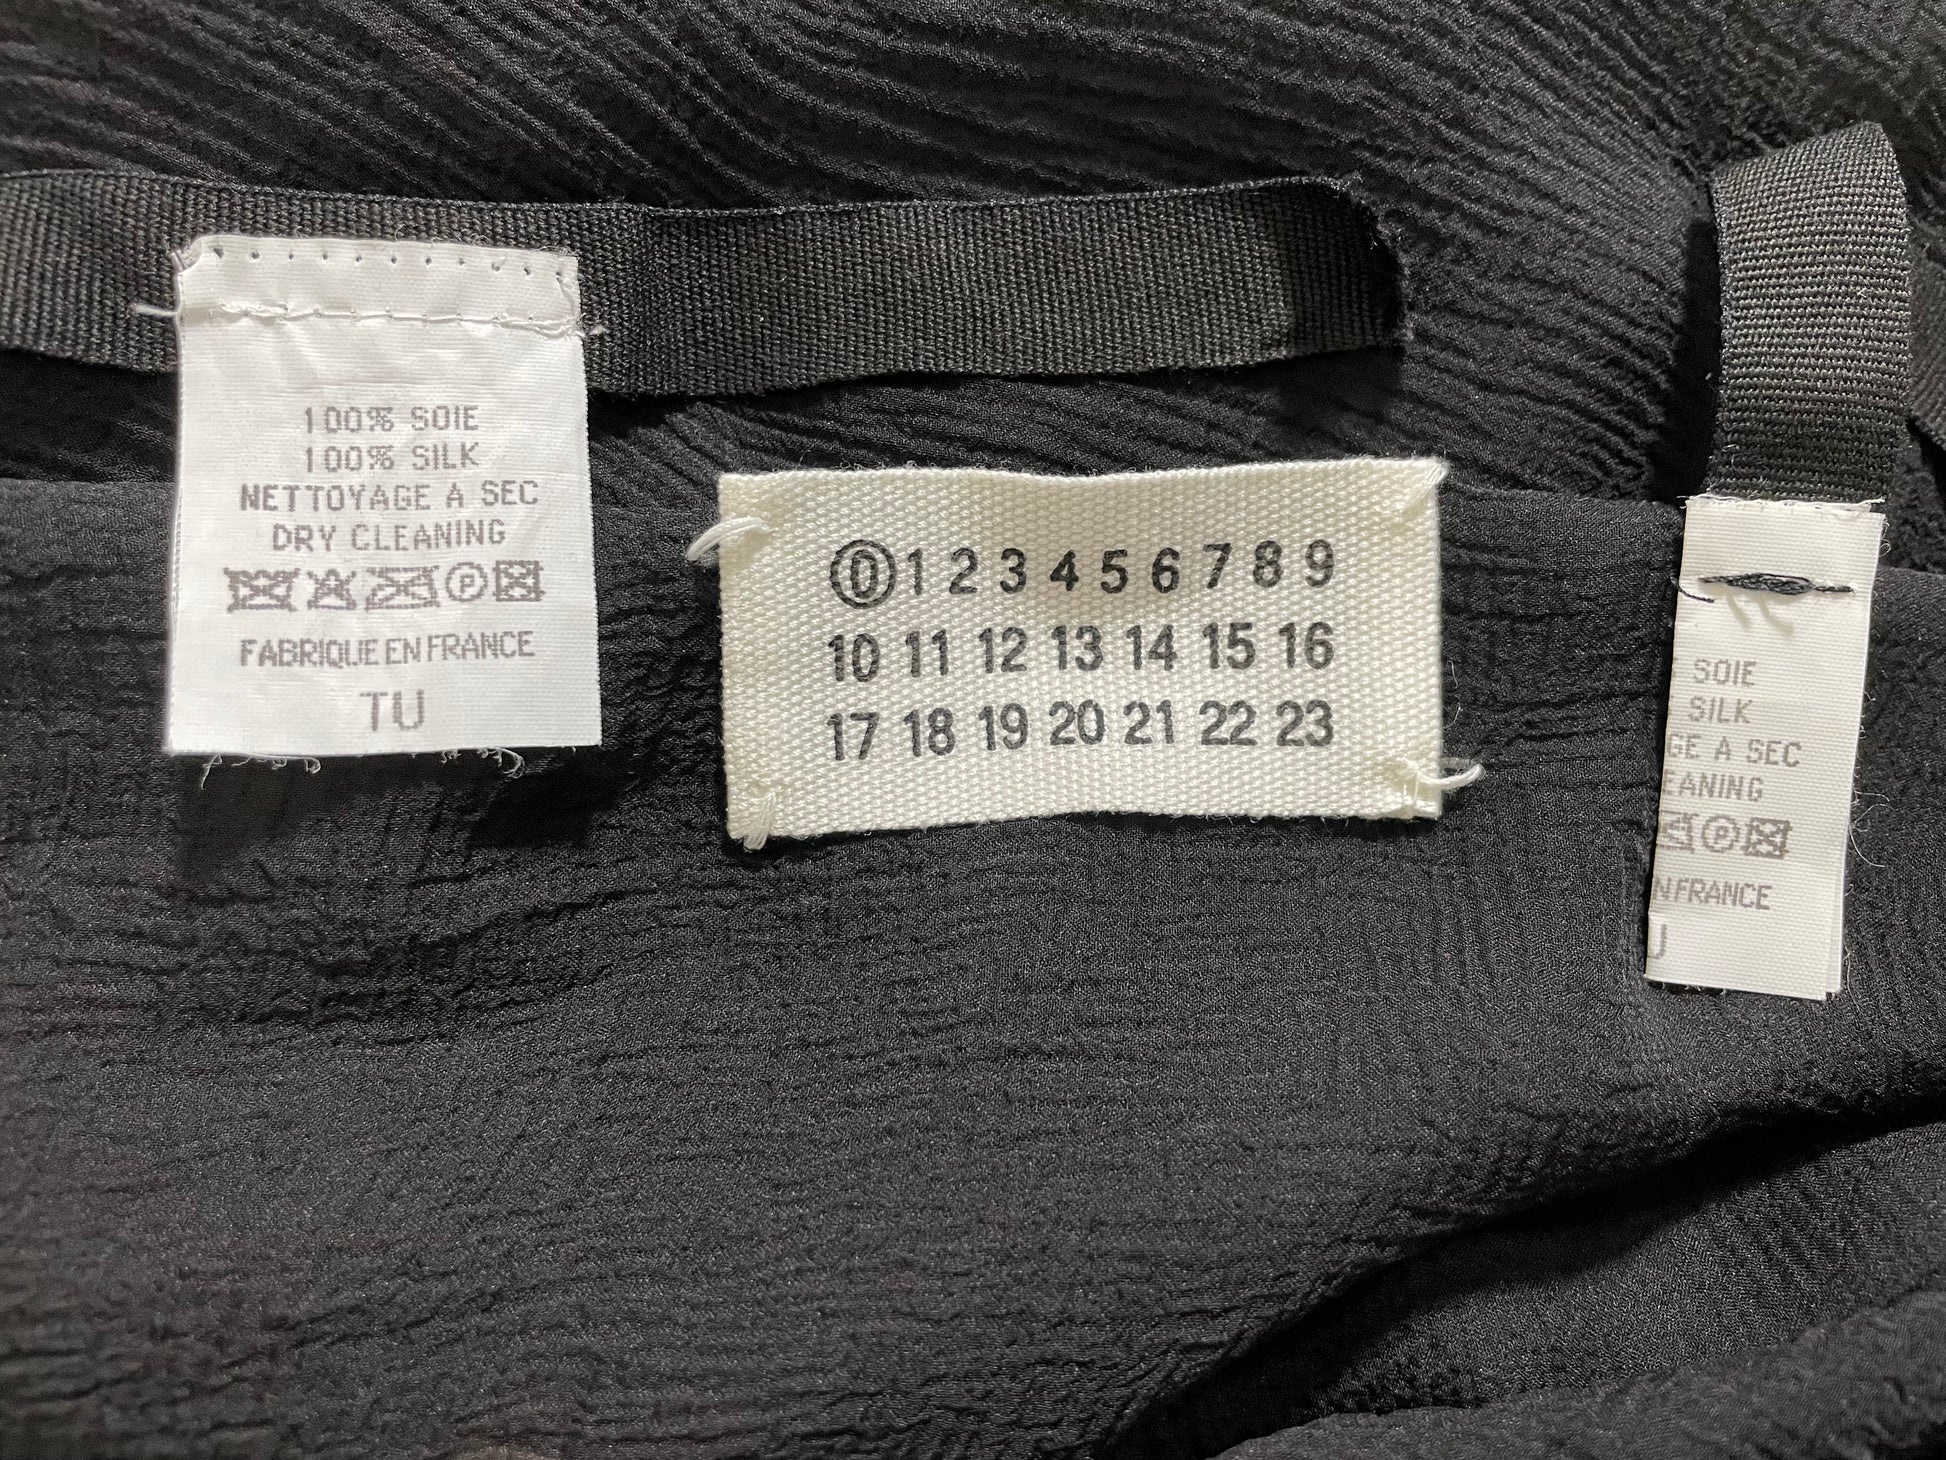 100% SOIE
100% SILK
NETTOYAGE A SEC
DRY CLEANING
P
FABRIQUE EN FRANCE
TU
0 1 2 3 4 5 6 7 8 9
10 11 12 13 14 15 16
17 18 19 20 21 22 23
SOIE
SILK
GE A SEC
EANING
P
N FRANCE
U